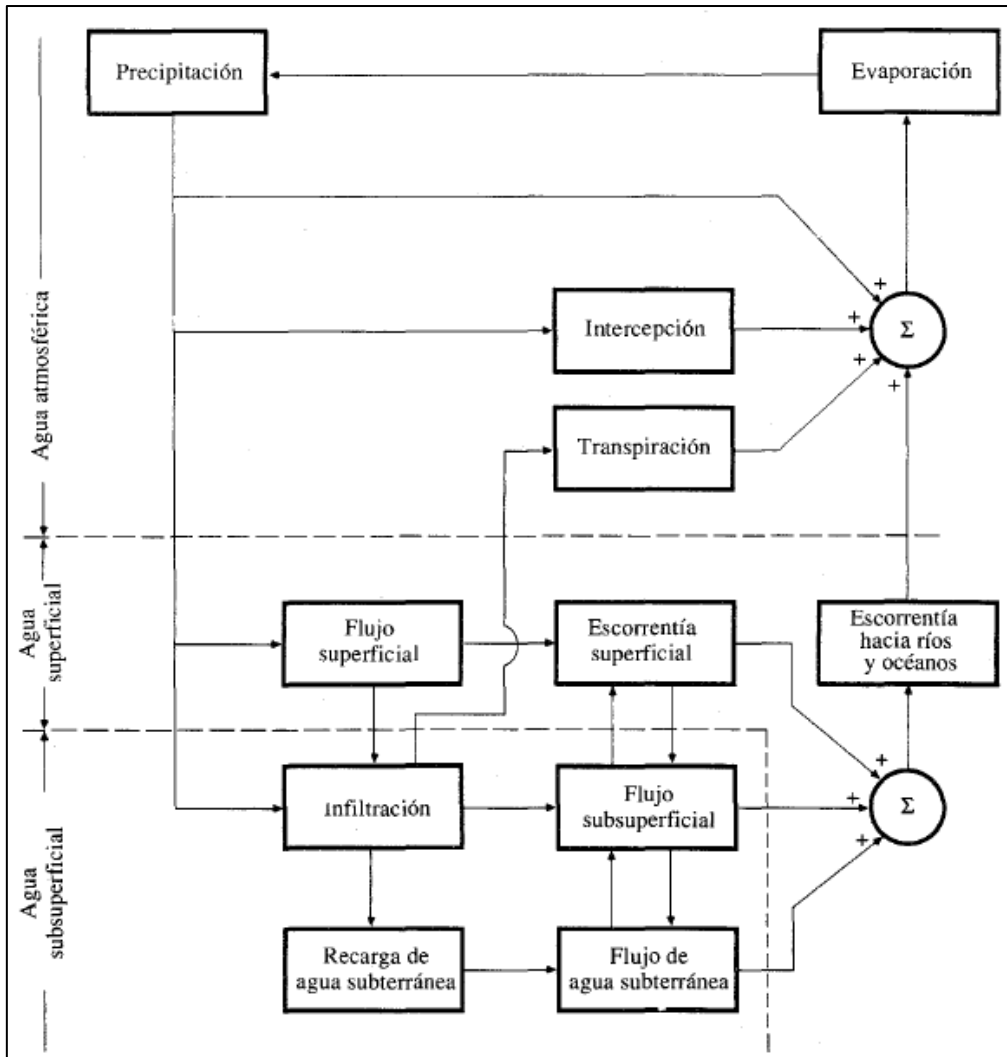 Precipitación
Evaporación
+
Intercepción
+
Σ
+
+
Transpiración
Agua atmosférica
Flujo
superficial
Escorrentía
superficial
Escorrentía
hacia ríos
y océanos
Agua
superficial
+
Infiltración
Flujo
subsuperficial
+
Σ
+
Recarga de
agua subterránea
Flujo de
agua subterránea
Agua
subsuperficial